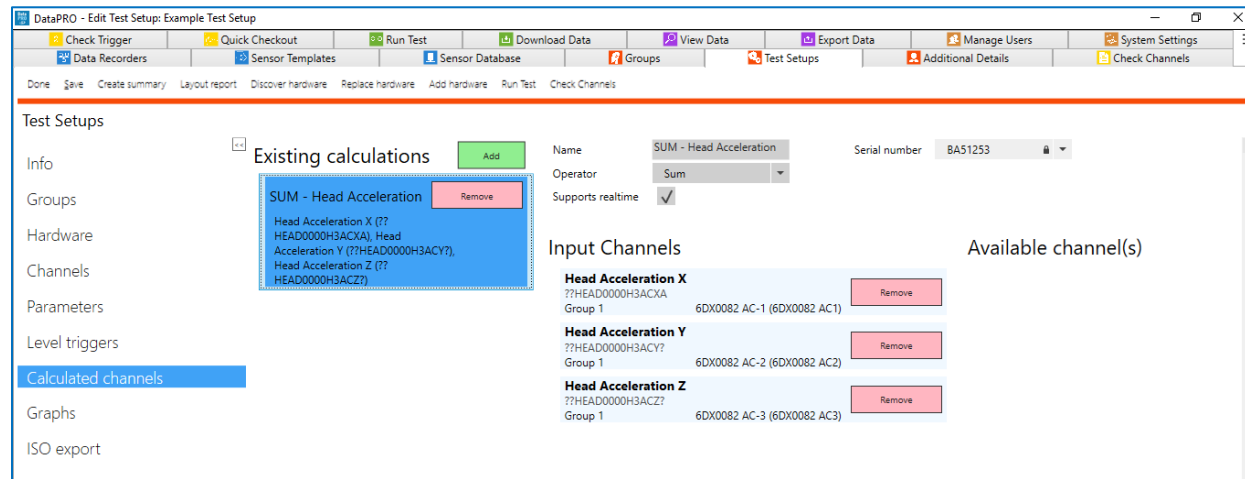 DataPRO - Edit Test Setup: Example Test Setup
Check Trigger Quick Checkout Run Test Download Data View Data Export Data Manage Users System Settings
Data Recorders Sensor Templates Sensor Database Groups Test Setups Additional Details Check Channels
Done Save Create summary Layout report Discover hardware Replace hardware Add hardware Run Test Check Channels
Test Setups
<<
Info
Groups
Hardware
Channels
Parameters
Level triggers
Calculated channels
Graphs
ISO export
Existing calculations Add
SUM - Head Acceleration Remove
Head Acceleration X (??
HEAD0000H3ACXA), Head
Acceleration Y (??HEAD0000H3ACY?),
Head Acceleration Z (??
HEAD0000H3ACZ?)
Name SUM - Head Acceleration Serial number BA51253
Operator Sum
Supports realtime
Input Channels Available channel(s)
Head Acceleration X
??HEAD0000H3ACXA Remove
Group 1 6DX0082 AC-1 (6DX0082 AC1)
Head Acceleration Y
??HEAD0000H3ACY? Remove
Group 1 6DX0082 AC-2 (6DX0082 AC2)
Head Acceleration Z
??HEAD0000H3ACZ? Remove
Group 1 6DX0082 AC-3 (6DX0082 AC3)